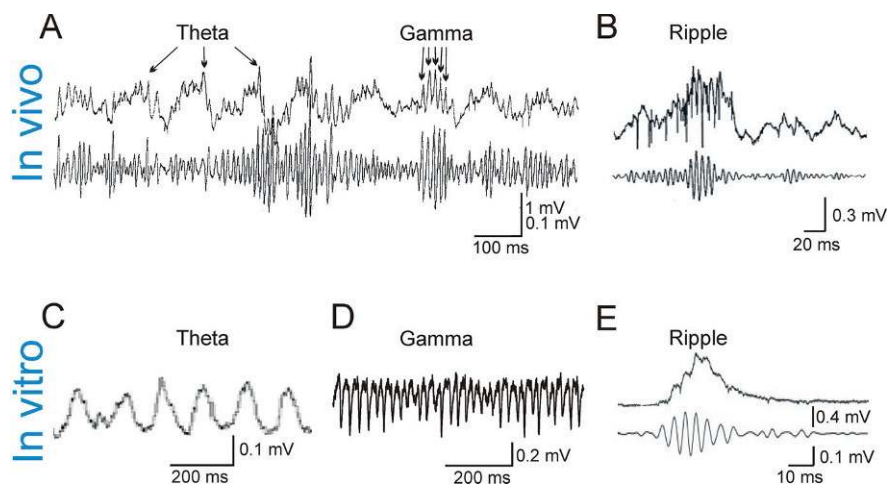 A
Theta
Gamma
B
Ripple
In vivo
1 mV
0.1 mV
100 ms
0.3 mV
20 ms
C
Theta
D
Gamma
E
Ripple
In vitro
0.1 mV
200 ms
0.2 mV
200 ms
0.4 mV
0.1 mV
10 ms